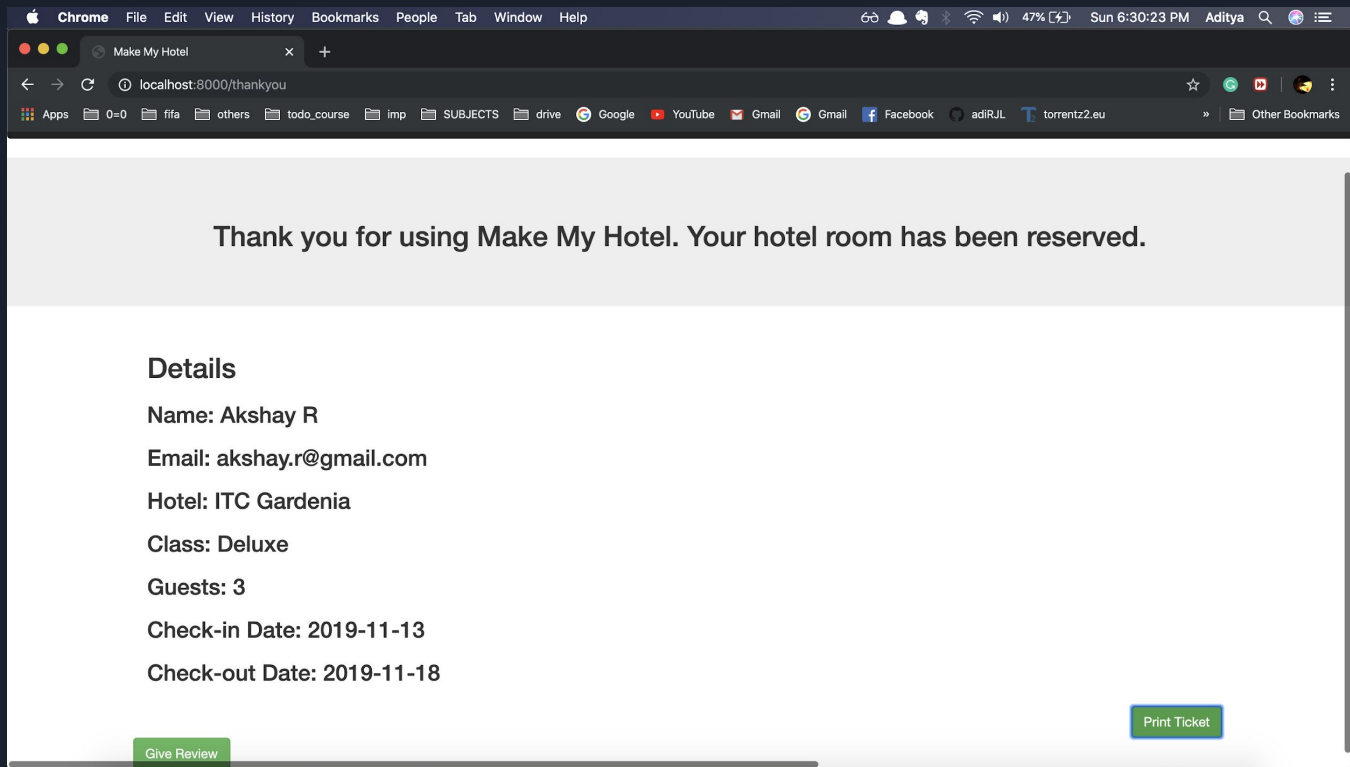 Chrome File Edit View History Bookmarks People Tab Window Help 47% Sun 6:30:23 PM Aditya
Make My Hotel
localhost:8000/thankyou
Apps 0=0 fifa others todo_course imp SUBJECTS drive Google YouTube Gmail Gmail Facebook adiRJL torrentz2.eu » Other Bookmarks
Thank you for using Make My Hotel. Your hotel room has been reserved.
Details
Name: Akshay R
Email: akshay.r@gmail.com
Hotel: ITC Gardenia
Class: Deluxe
Guests: 3
Check-in Date: 2019-11-13
Check-out Date: 2019-11-18
Print Ticket
Give Review